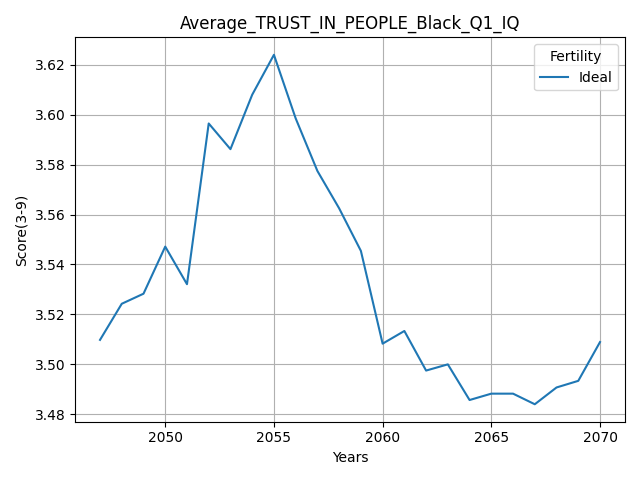 Average_TRUST_IN_PEOPLE_Black_Q1_IQ
Fertility
Ideal
Score(3-9)
3.62
3.60
3.58
3.56
3.54
3.52
3.50
3.48
2050
2055
2060
2065
2070
Years